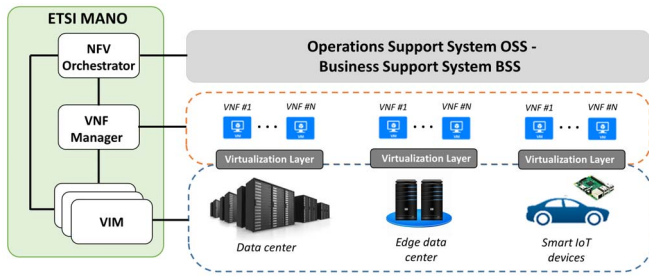 ETSI MANO
NFV
Orchestrator
VNF
Manager
VIM
Operations Support System OSS -
Business Support System BSS
VNF #1
VNF #N
VNF #1
VNF #N
VNF #1
VNF #N
Virtualization Layer
Virtualization Layer
Virtualization Layer
Data center
Edge data
center
Smart IoT
devices